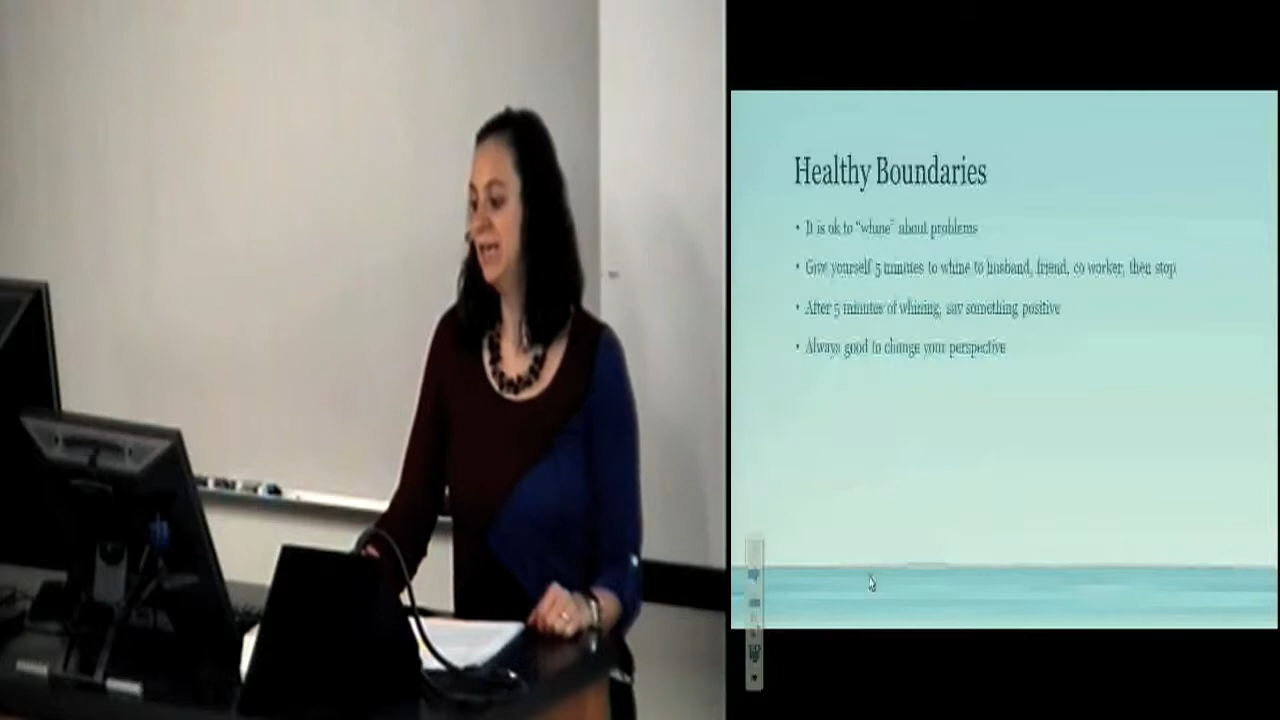 Healthy Boundaries
• It is ok to "whine" about problems
• Give yourself 5 minutes to whine to husband, friend, co worker, then stop
• After 5 minutes of whining, say something positive
• Always good to change your perspective